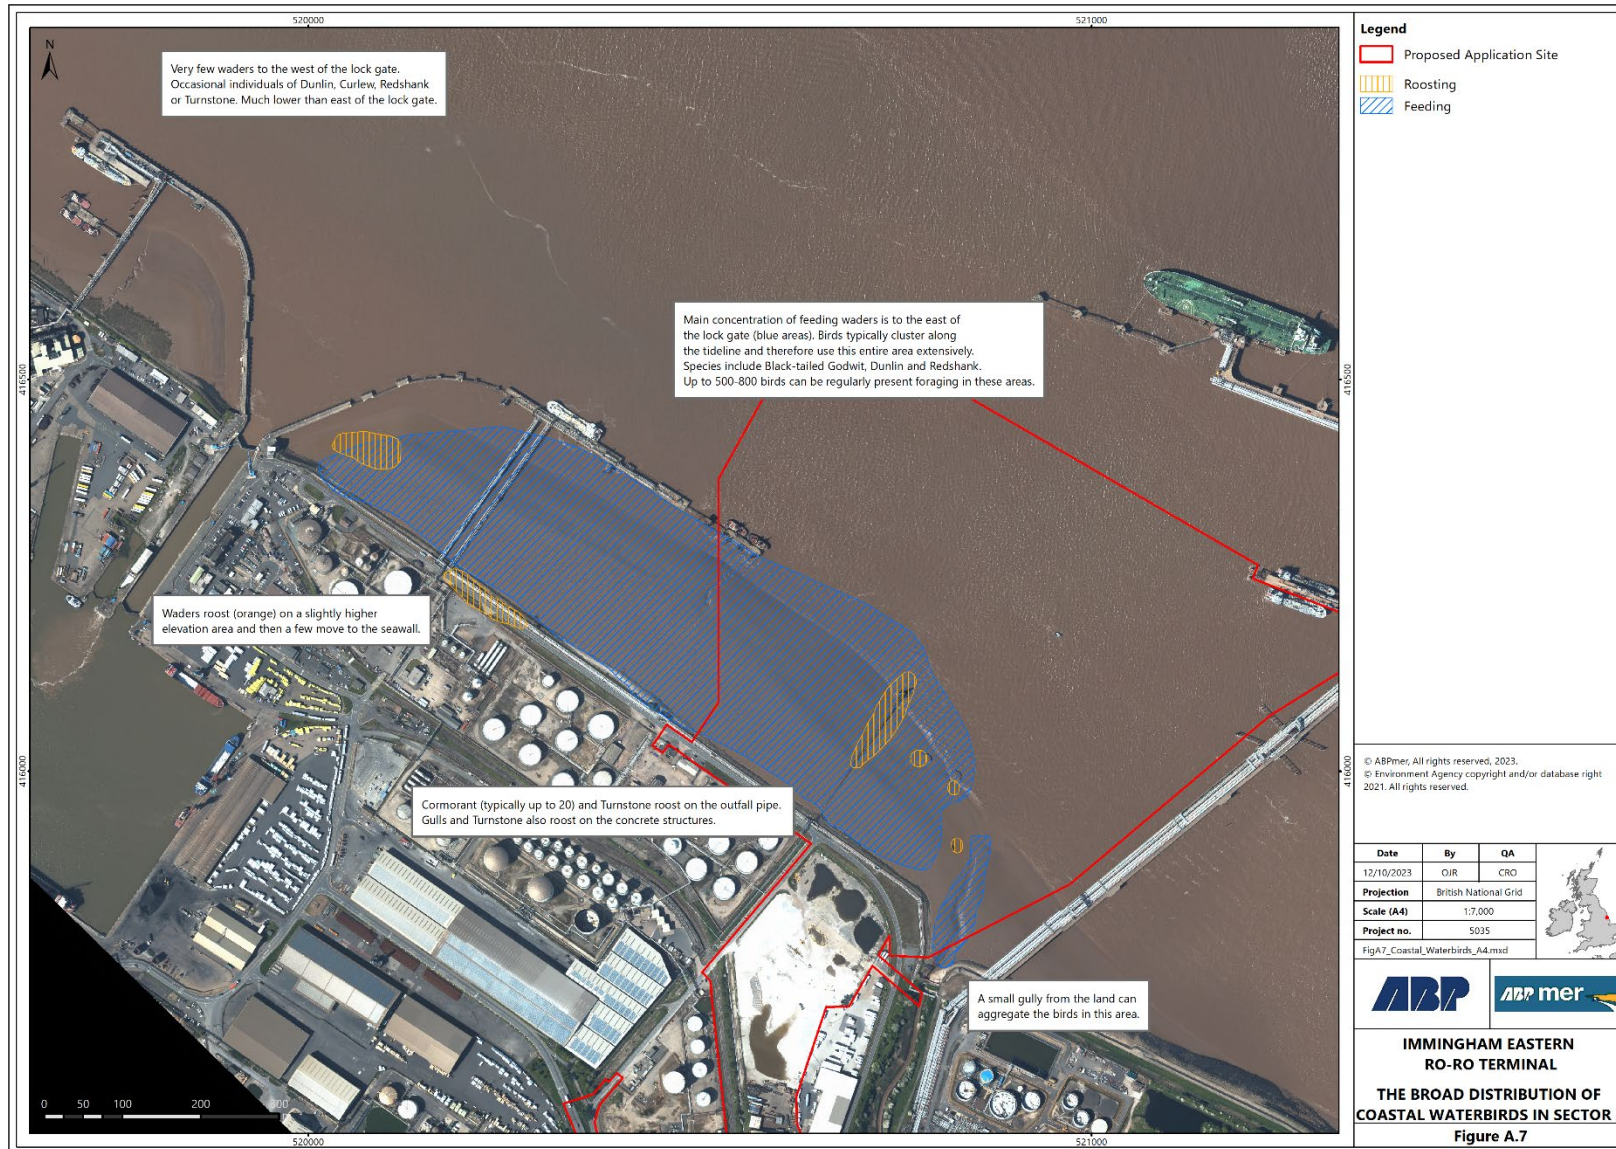 520000
521000
N
Very few waders to the west of the lock gate.
Occasional individuals of Dunlin, Curlew, Redshank
or Turnstone. Much lower than east of the lock gate.
Main concentration of feeding waders is to the east of
the lock gate (blue areas). Birds typically cluster along
the tideline and therefore use this entire area extensively.
Species include Black-tailed Godwit, Dunlin and Redshank.
Up to 500-800 birds can be regularly present foraging in these areas.
416500
416500
Waders roost (orange) on a slightly higher
elevation area and then a few move to the seawall.
416000
416000
Cormorant (typically up to 20) and Turnstone roost on the outfall pipe.
Gulls and Turnstone also roost on the concrete structures.
A small gully from the land can
aggregate the birds in this area.
0 50 100 200 300
520000
521000
Legend
Proposed Application Site
Roosting
Feeding
© ABPmer, All rights reserved, 2023.
© Environment Agency copyright and/or database right
2021. All rights reserved.
Date By QA
12/10/2023 OJR CRO
Projection British National Grid
Scale (A4) 1:7,000
Project no. 5035
FigA7_Coastal_Waterbirds_A4.mxd
ABP
ABP mer
IMMINGHAM EASTERN
RO-RO TERMINAL
THE BROAD DISTRIBUTION OF
COASTAL WATERBIRDS IN SECTOR
Figure A.7